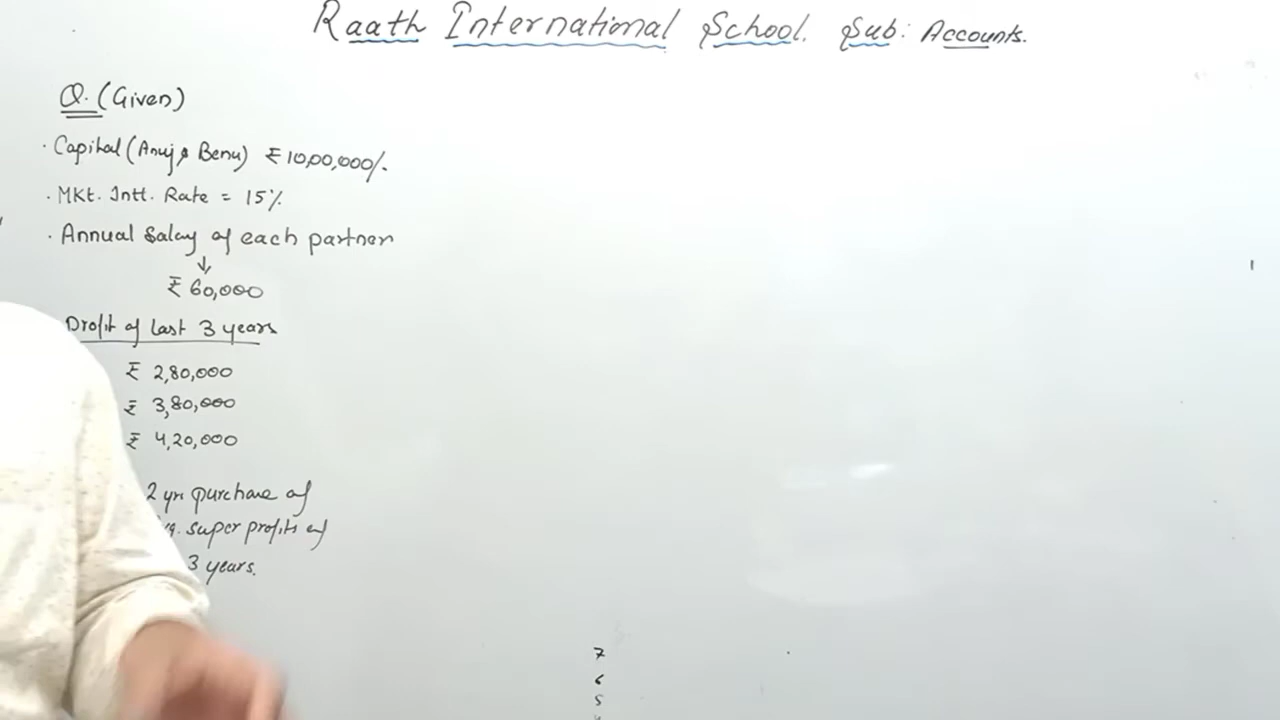 Raath International School. Sub: Accounts.
Q. (Given)
· Capital (Anuj & Benu) ₹ 10,00,000/-
· Mkt. Intt. Rate = 15%
· Annual Salary of each partner
↓
₹ 60,000
Profit of last 3 years
₹ 2,80,000
₹ 3,80,000
₹ 4,20,000
2 yrs purchase of
super profits of
3 years.
7
6
5